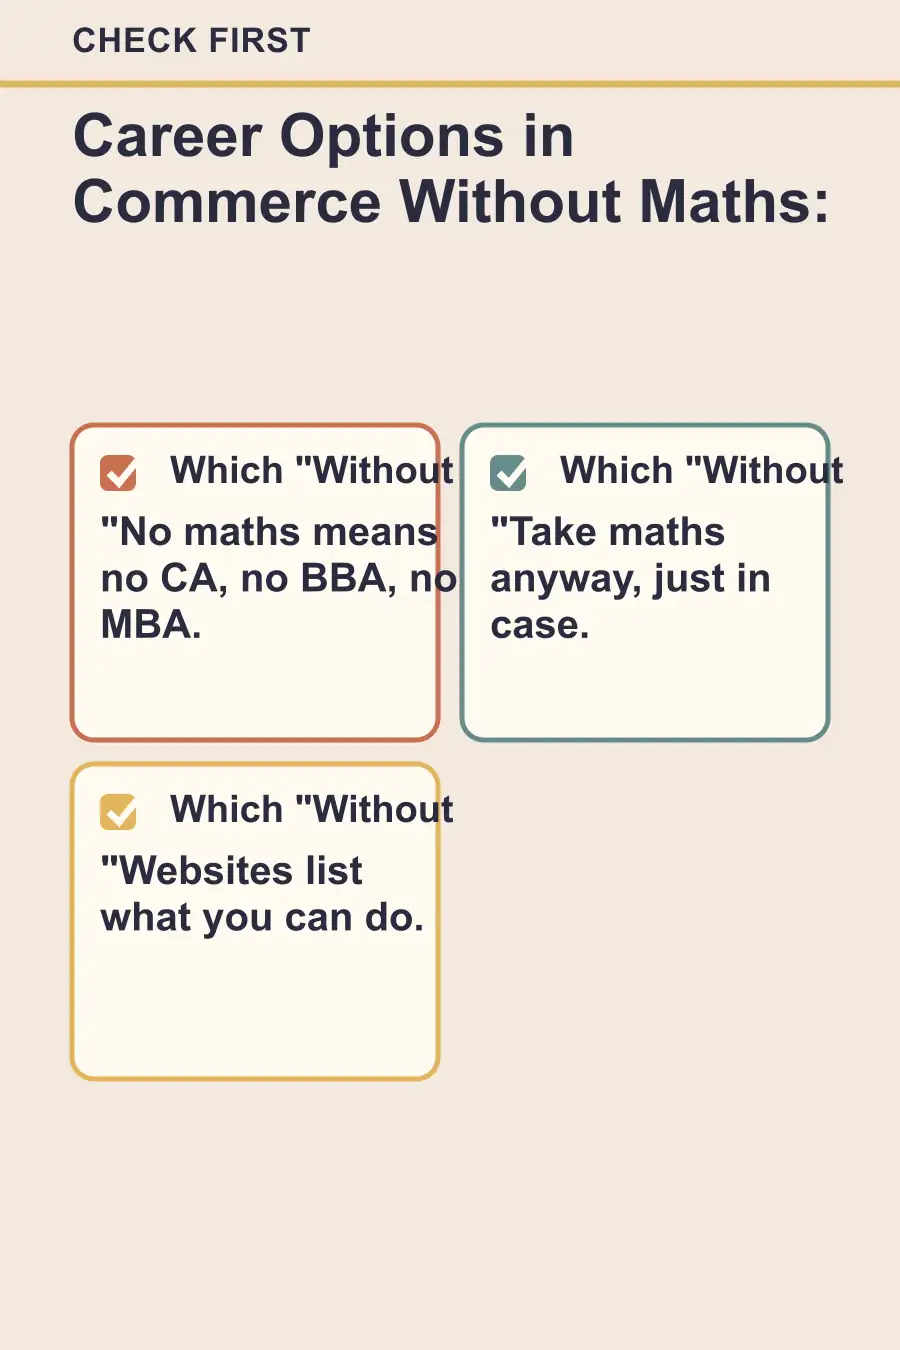 CHECK FIRST
Career Options in
Commerce Without Maths:
Which "Without
"No maths means
no CA, no BBA, no
MBA.
Which "Without
"Take maths
anyway, just in
case.
Which "Without
"Websites list
what you can do.